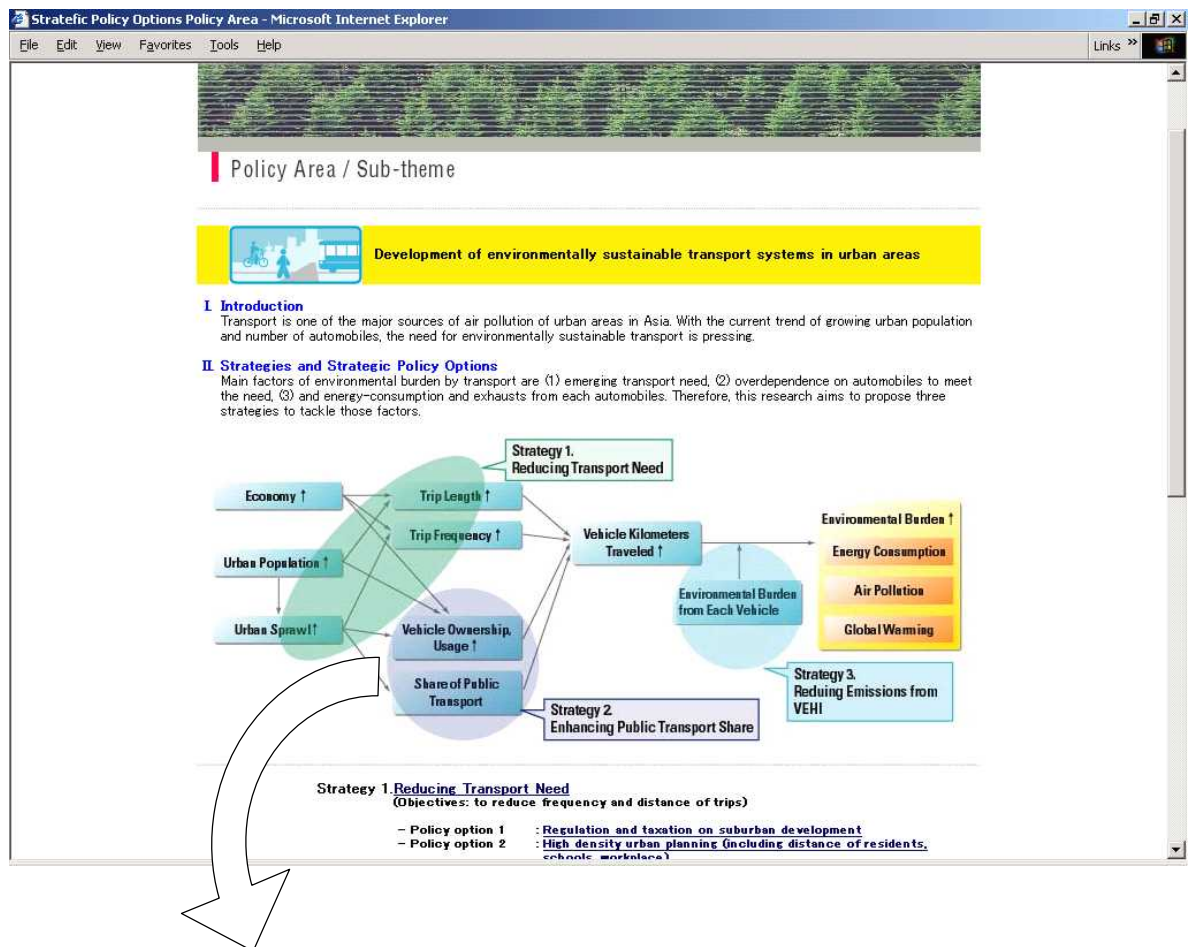 Stratefic Policy Options Policy Area - Microsoft Internet Explorer
File Edit View Favorites Tools Help
Links »
Policy Area / Sub-theme
Development of environmentally sustainable transport systems in urban areas
I. Introduction
Transport is one of the major sources of air pollution of urban areas in Asia. With the current trend of growing urban population
and number of automobiles, the need for environmentally sustainable transport is pressing.
II. Strategies and Strategic Policy Options
Main factors of environmental burden by transport are (1) emerging transport need, (2) overdependence on automobiles to meet
the need, (3) and energy-consumption and exhausts from each automobiles. Therefore, this research aims to propose three
strategies to tackle those factors.
Strategy 1.
Reducing Transport Need
Economy ↑
Trip Length ↑
Trip Frequency ↑
Urban Population ↑
Urban Sprawl ↑
Vehicle Ownership,
Usage ↑
Share of Public
Transport
Strategy 2.
Enhancing Public Transport Share
Vehicle Kilometers
Traveled ↑
Environmental Burden
from Each Vehicle
Environmental Burden ↑
Energy Consumption
Air Pollution
Global Warming
Strategy 3.
Reduing Emissions from
VEHI
Strategy 1. Reducing Transport Need
(Objectives: to reduce frequency and distance of trips)
- Policy option 1 : Regulation and taxation on suburban development
- Policy option 2 : High density urban planning (including distance of residents,
schools, workplace)